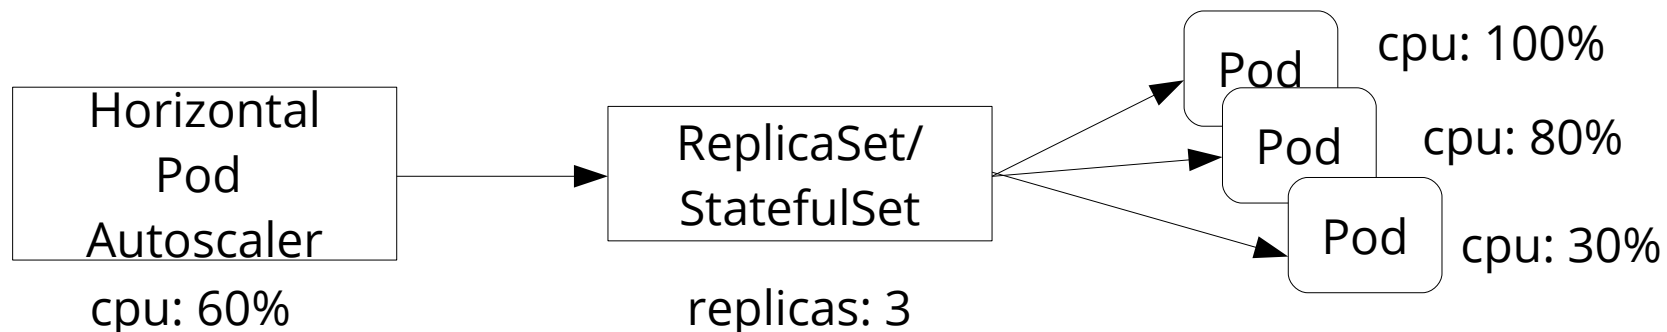 Horizontal
Pod
Autoscaler
cpu: 60%
ReplicaSet/
StatefulSet
replicas: 3
Pod
cpu: 100%
Pod
cpu: 80%
Pod
cpu: 30%